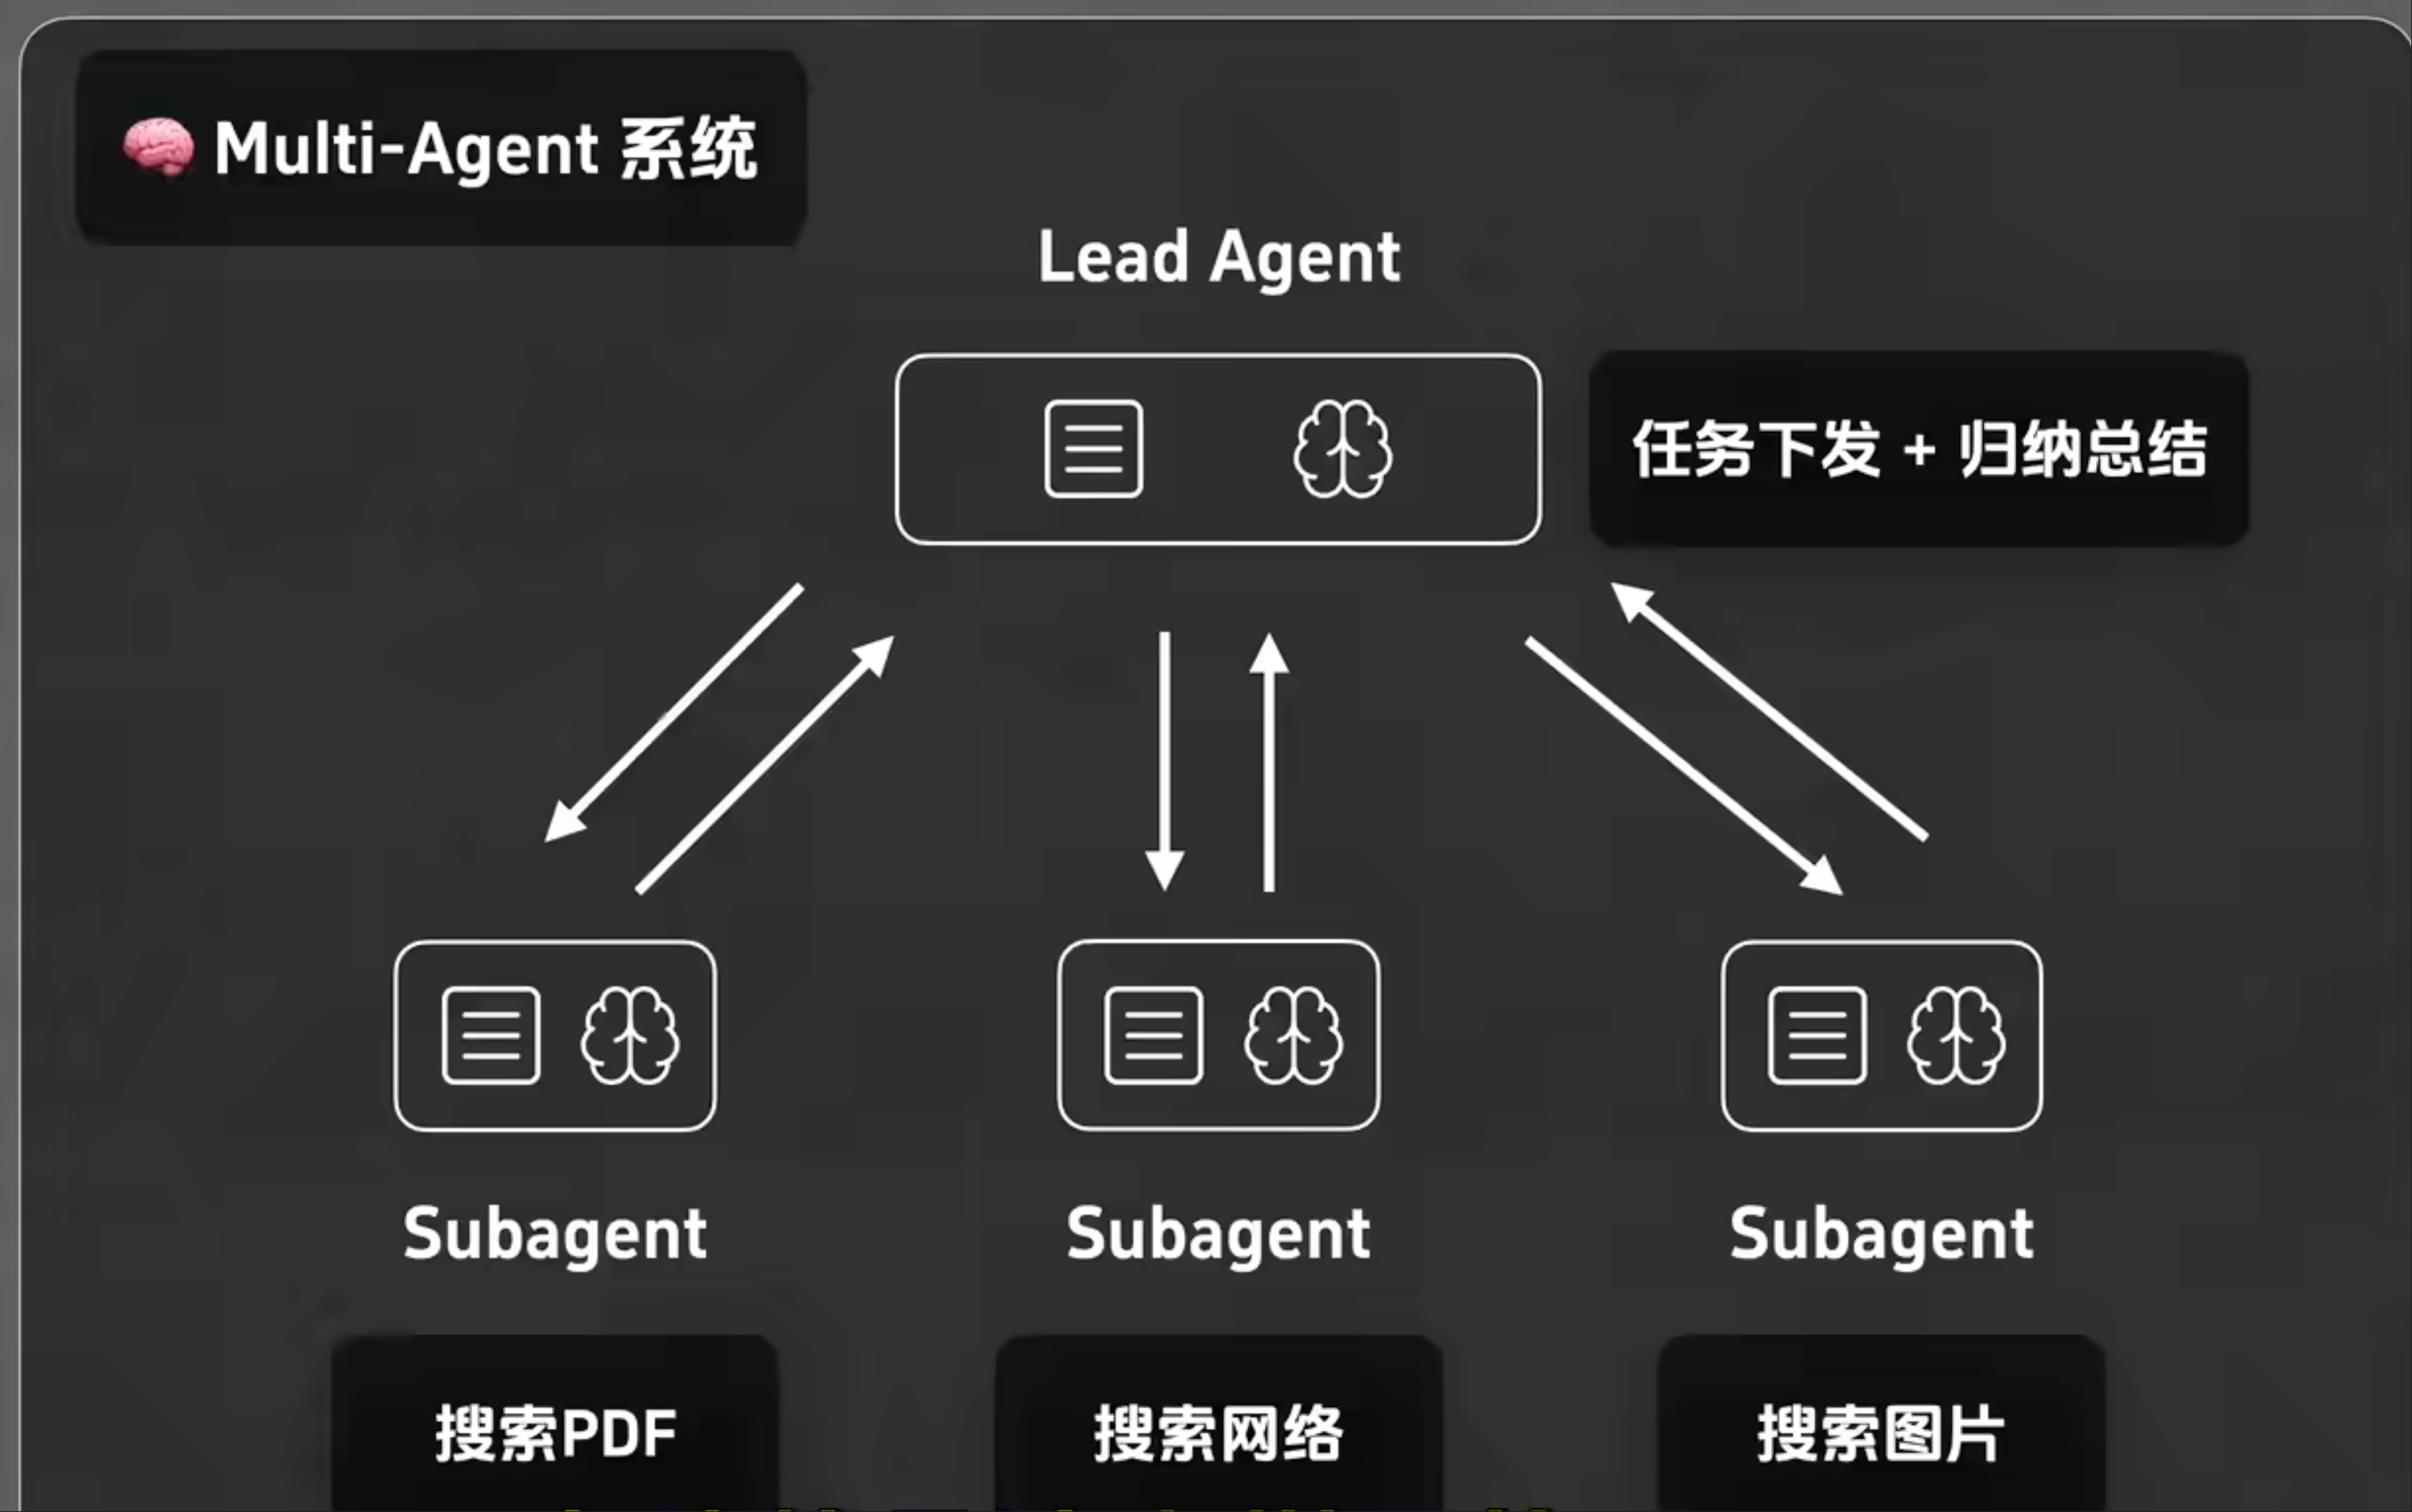 Multi-Agent 系统
Lead Agent
任务下发 + 归纳总结
Subagent
Subagent
Subagent
搜索PDF
搜索网络
搜索图片